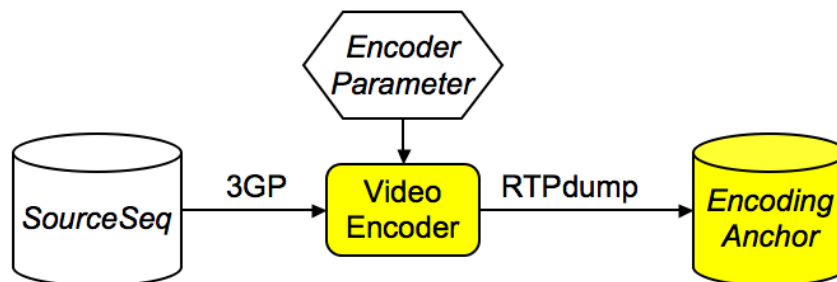 Encoder
Parameter
SourceSeq
3GP
Video
Encoder
RTPdump
Encoding
Anchor